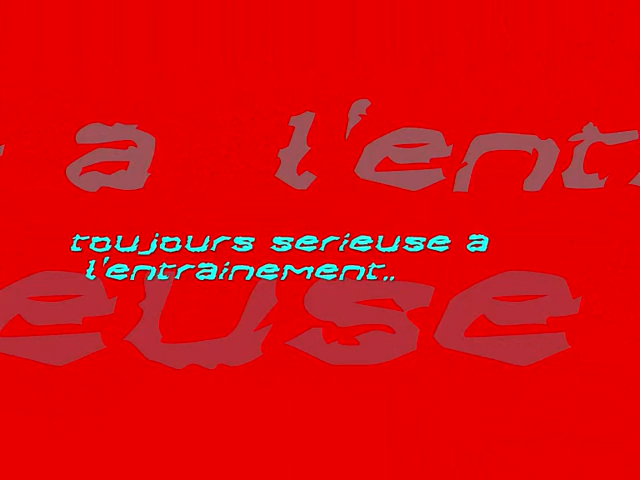 a l'ent
toujours serieuse a
l'entrainement..
euse